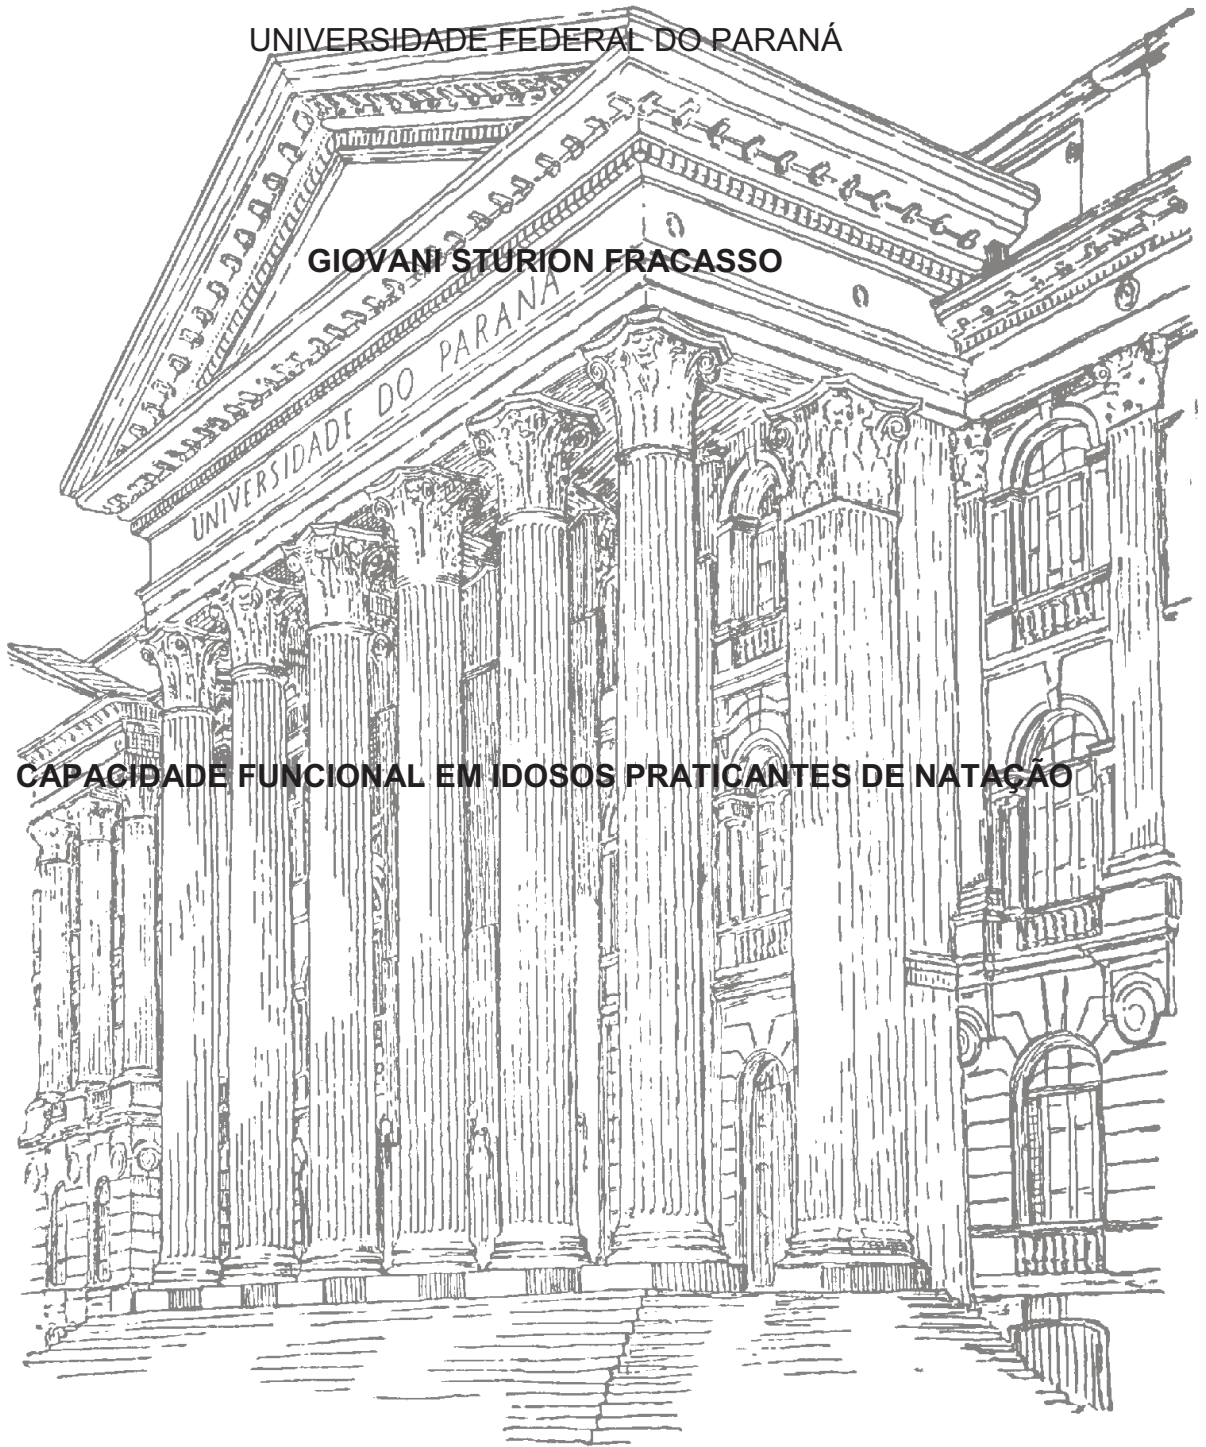 UNIVERSIDADE FEDERAL DO PARANÁ
GIOVANI STURION FRACASSO
UNIVERSIDADE DO PARANÁ
CAPACIDADE FUNCIONAL EM IDOSOS PRATICANTES DE NATAÇÃO